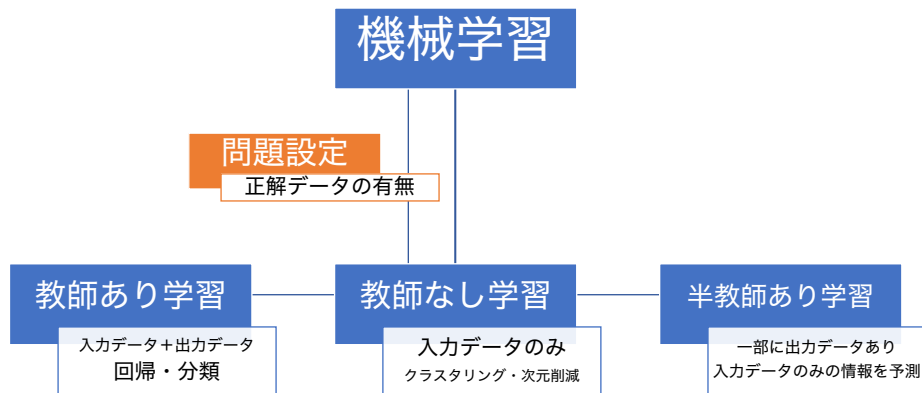 機械学習
問題設定
正解データの有無
教師あり学習
入力データ＋出力データ
回帰・分類
教師なし学習
入力データのみ
クラスタリング・次元削減
半教師あり学習
一部に出力データあり
入力データのみの情報を予測